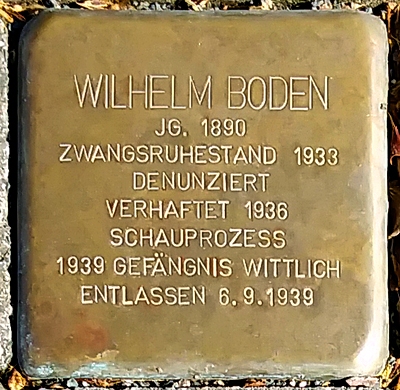 WILHELM BODEN
JG. 1890
ZWANGSRUHESTAND 1933
DENUNZIERT
VERHAFTET 1936
SCHAUPROZESS
1939 GEFÄNGNIS WITTLICH
ENTLASSEN 6.9.1939